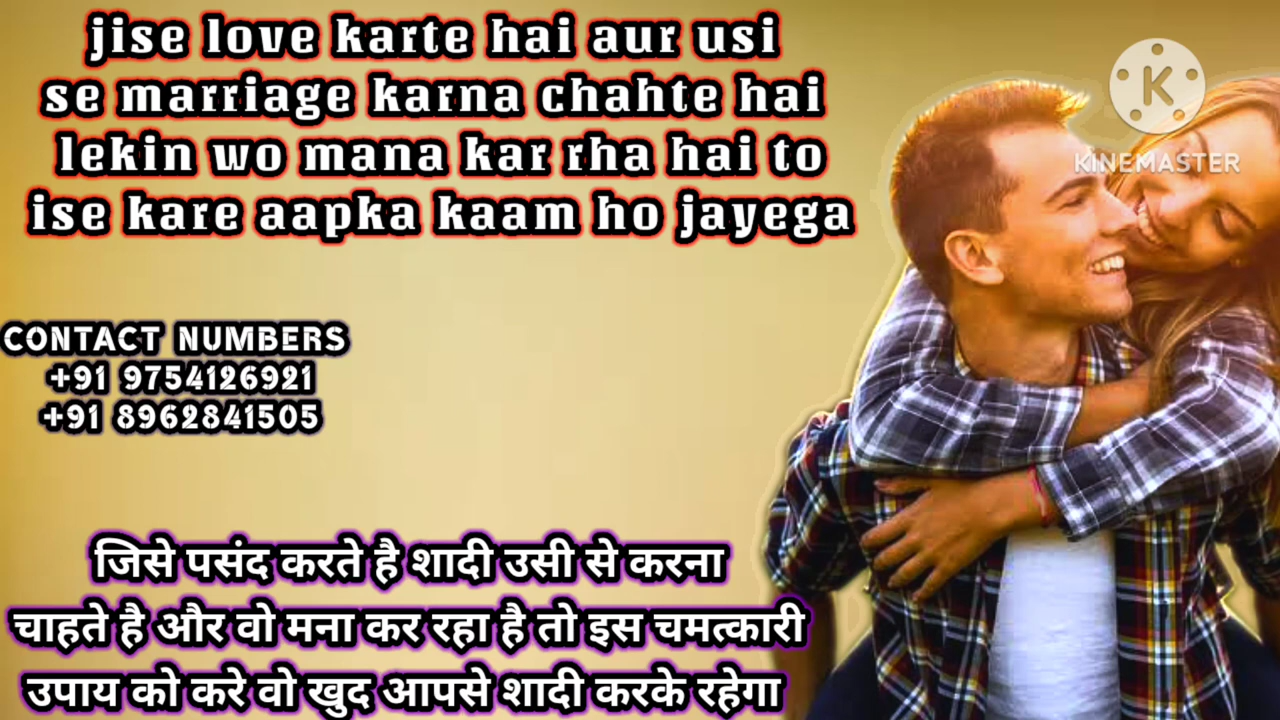 jise love karte hai aur usi
se marriage karna chahte hai
lekin wo mana kar rha hai to
ise kare aapka kaam ho jayega
K
KINEMASTER
CONTACT NUMBERS
+91 9754126921
+91 8962841505
जिसे पसंद करते है शादी उसी से करना
चाहते है और वो मना कर रहा है तो इस चमत्कारी
उपाय को करे वो खुद आपसे शादी करके रहेगा